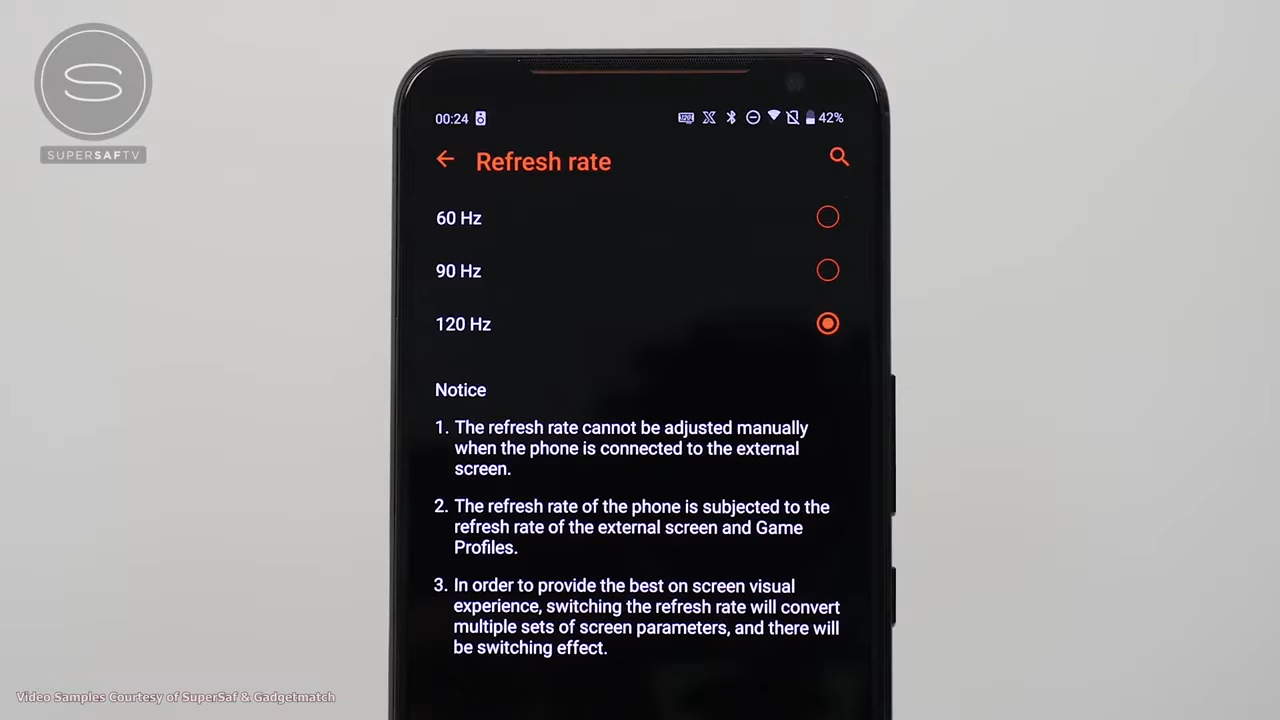 SUPERSAFTV
00:24
42%
Refresh rate
60 Hz
90 Hz
120 Hz
Notice
1. The refresh rate cannot be adjusted manually
when the phone is connected to the external
screen.
2. The refresh rate of the phone is subjected to the
refresh rate of the external screen and Game
Profiles.
3. In order to provide the best on screen visual
experience, switching the refresh rate will convert
multiple sets of screen parameters, and there will
be switching effect.
Video Samples Courtesy of SuperSaf & Gadgetmatch